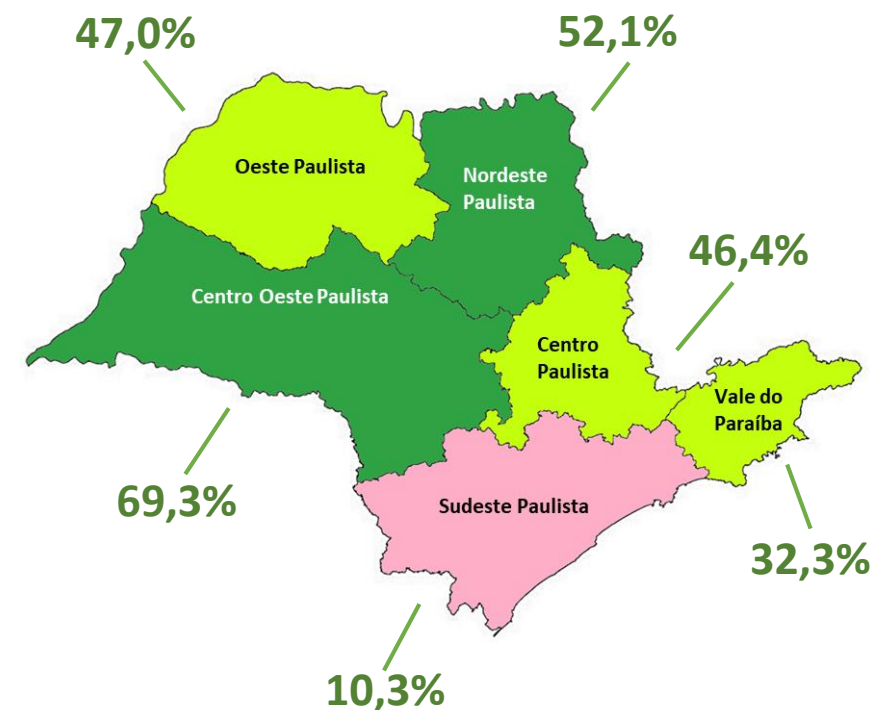 47,0%
52,1%
Oeste Paulista
Nordeste
Paulista
46,4%
Centro Oeste Paulista
Centro
Paulista
Vale do
Paraíba
69,3%
Sudeste Paulista
32,3%
10,3%